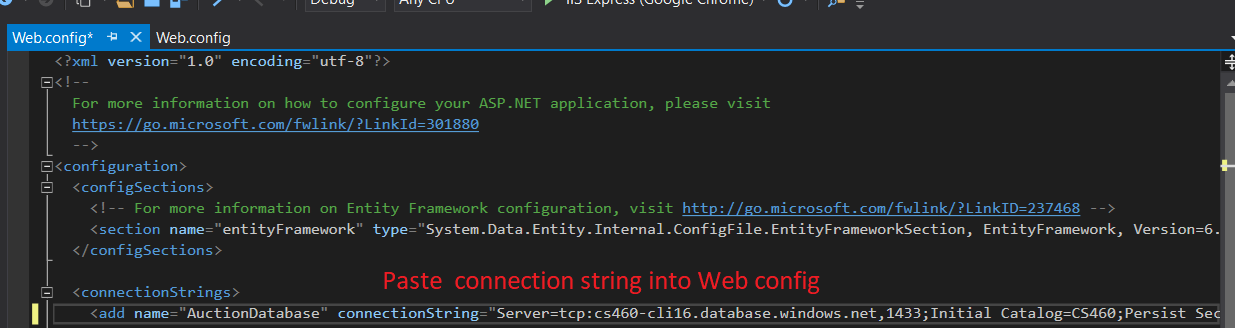 Debug Any CPU IIS Express (Google Chrome)
Web.config* Web.config
<?xml version="1.0" encoding="utf-8"?>
<!--
For more information on how to configure your ASP.NET application, please visit
https://go.microsoft.com/fwlink/?LinkId=301880
-->
<configuration>
<configSections>
<!-- For more information on Entity Framework configuration, visit http://go.microsoft.com/fwlink/?LinkID=237468 -->
<section name="entityFramework" type="System.Data.Entity.Internal.ConfigFile.EntityFrameworkSection, EntityFramework, Version=6.
</configSections>
Paste connection string into Web config
<connectionStrings>
<add name="AuctionDatabase" connectionString="Server=tcp:cs460-cli16.database.windows.net,1433;Initial Catalog=CS460;Persist Sec